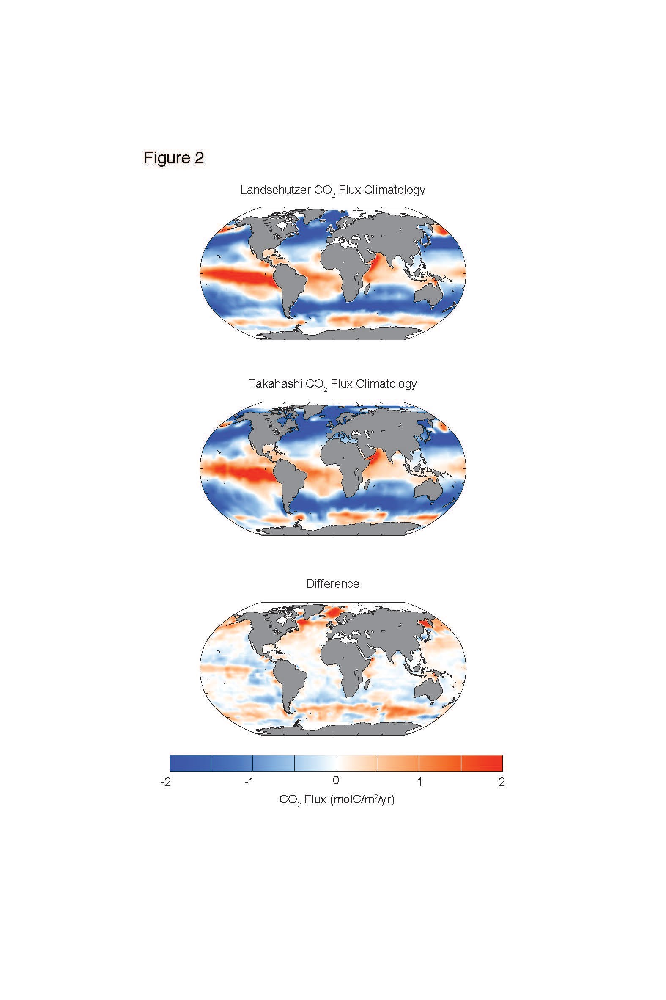 Figure 2
Landschutzer CO2 Flux Climatology
Takahashi CO2 Flux Climatology
Difference
-2 -1 0 1 2
CO2 Flux (molC/m2/yr)